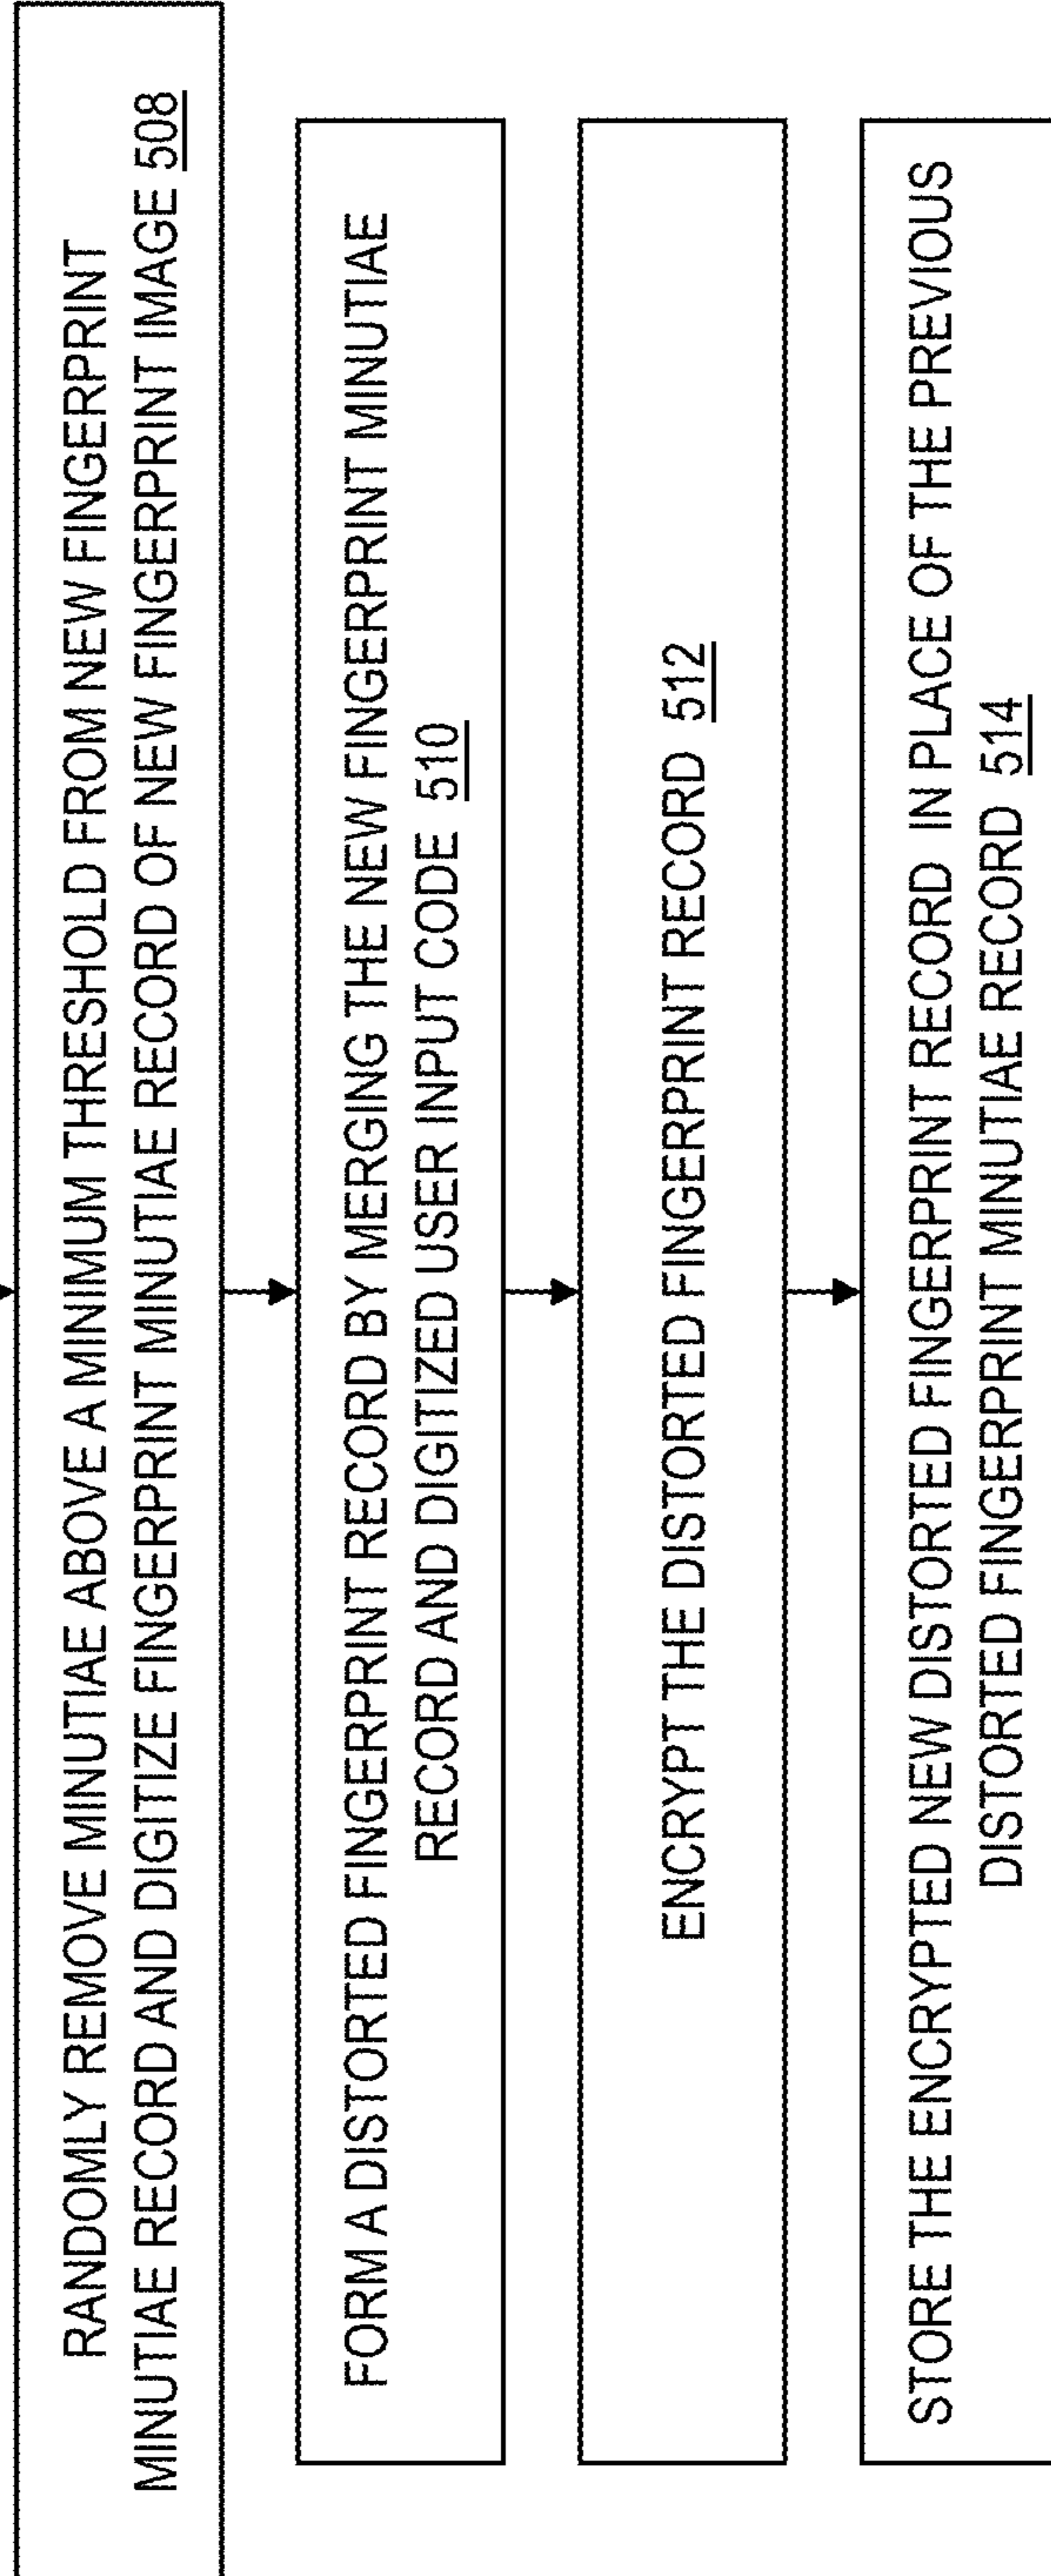 RANDOMLY REMOVE MINUTIAE ABOVE A MINIMUM THRESHOLD FROM NEW FINGERPRINT
MINUTIAE RECORD AND DIGITIZE FINGERPRINT MINUTIAE RECORD OF NEW FINGERPRINT IMAGE 508
FORM A DISTORTED FINGERPRINT RECORD BY MERGING THE NEW FINGERPRINT MINUTIAE
RECORD AND DIGITIZED USER INPUT CODE 510
ENCRYPT THE DISTORTED FINGERPRINT RECORD 512
STORE THE ENCRYPTED NEW DISTORTED FINGERPRINT RECORD IN PLACE OF THE PREVIOUS
DISTORTED FINGERPRINT MINUTIAE RECORD 514